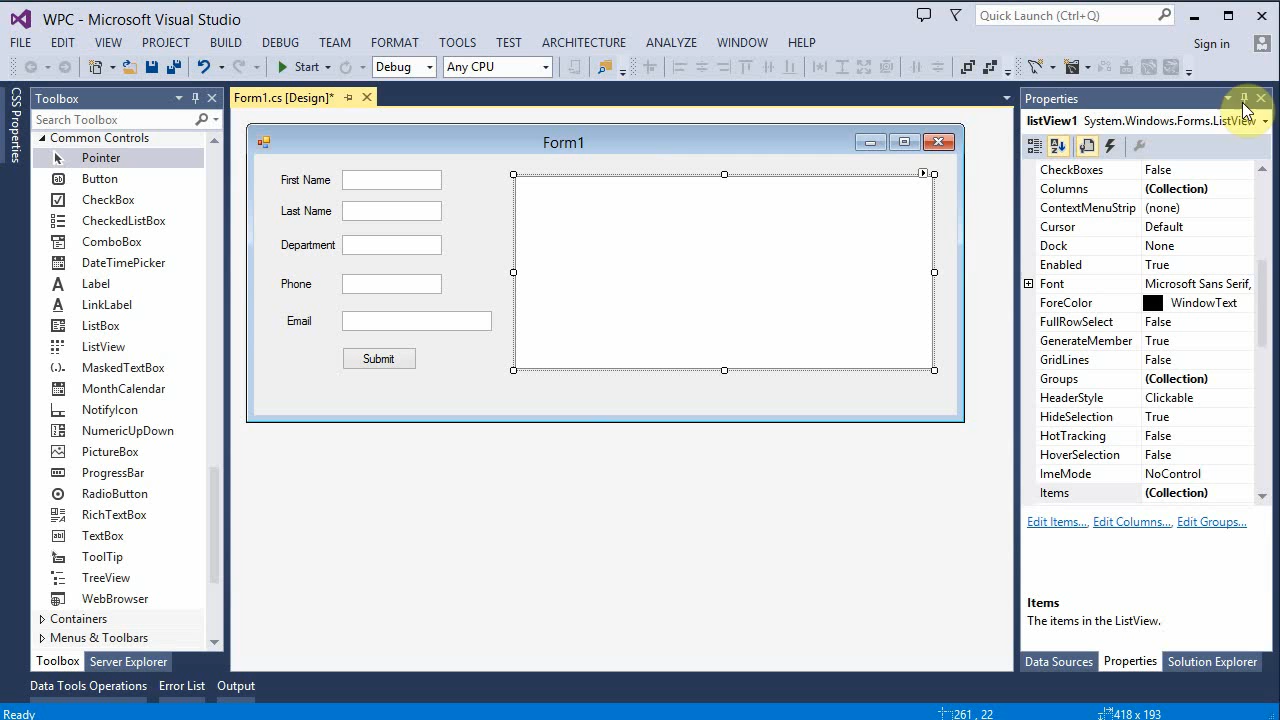 WPC - Microsoft Visual Studio
Quick Launch (Ctrl+Q)
FILE EDIT VIEW PROJECT BUILD DEBUG TEAM FORMAT TOOLS TEST ARCHITECTURE ANALYZE WINDOW HELP
Sign in
Start Debug Any CPU
CSS Properties
Toolbox
Search Toolbox
Common Controls
Pointer
Button
CheckBox
CheckedListBox
ComboBox
DateTimePicker
Label
LinkLabel
ListBox
ListView
MaskedTextBox
MonthCalendar
NotifyIcon
NumericUpDown
PictureBox
ProgressBar
RadioButton
RichTextBox
TextBox
ToolTip
TreeView
WebBrowser
Containers
Menus & Toolbars
Toolbox Server Explorer
Form1.cs [Design]*
Form1
First Name
Last Name
Department
Phone
Email
Submit
Properties
listView1 System.Windows.Forms.ListView
CheckBoxes False
Columns (Collection)
ContextMenuStrip (none)
Cursor Default
Dock None
Enabled True
Font Microsoft Sans Serif,
ForeColor WindowText
FullRowSelect False
GenerateMember True
GridLines False
Groups (Collection)
HeaderStyle Clickable
HideSelection True
HotTracking False
HoverSelection False
ImeMode NoControl
Items (Collection)
Edit Items..., Edit Columns..., Edit Groups...
Items
The items in the ListView.
Data Sources Properties Solution Explorer
Data Tools Operations Error List Output
Ready 261 , 22 418 x 193